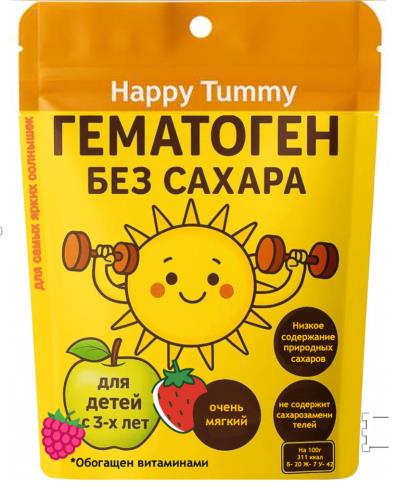 Happy Tummy
ГЕМАТОГЕН
БЕЗ САХАРА
для самых ярких солнышек
Низкое
содержание
природных
сахаров
для
детей
с 3-х лет
очень
мягкий
не содержит
сахарозамени
телей
На 100г
311 ккал
Б- 20 Ж- 7 У- 42
*Обогащен витаминами